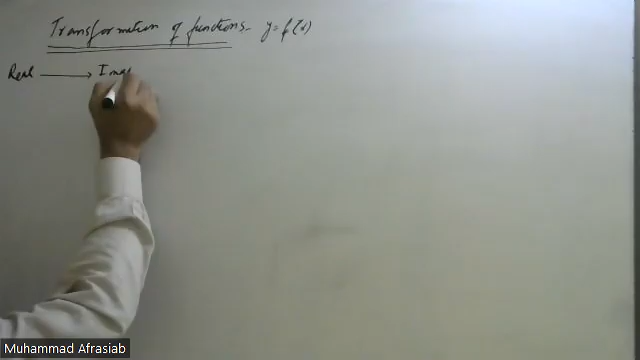 Transformation of functions - y = f(x)
Real → Imag
Muhammad Afrasiab